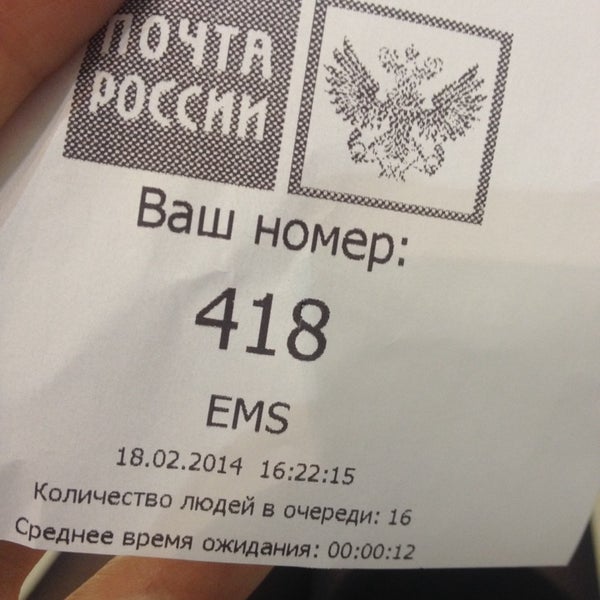 ПОЧТА
РОССИИ
Ваш номер:
418
EMS
18.02.2014 16:22:15
Количество людей в очереди: 16
Среднее время ожидания: 00:00:12